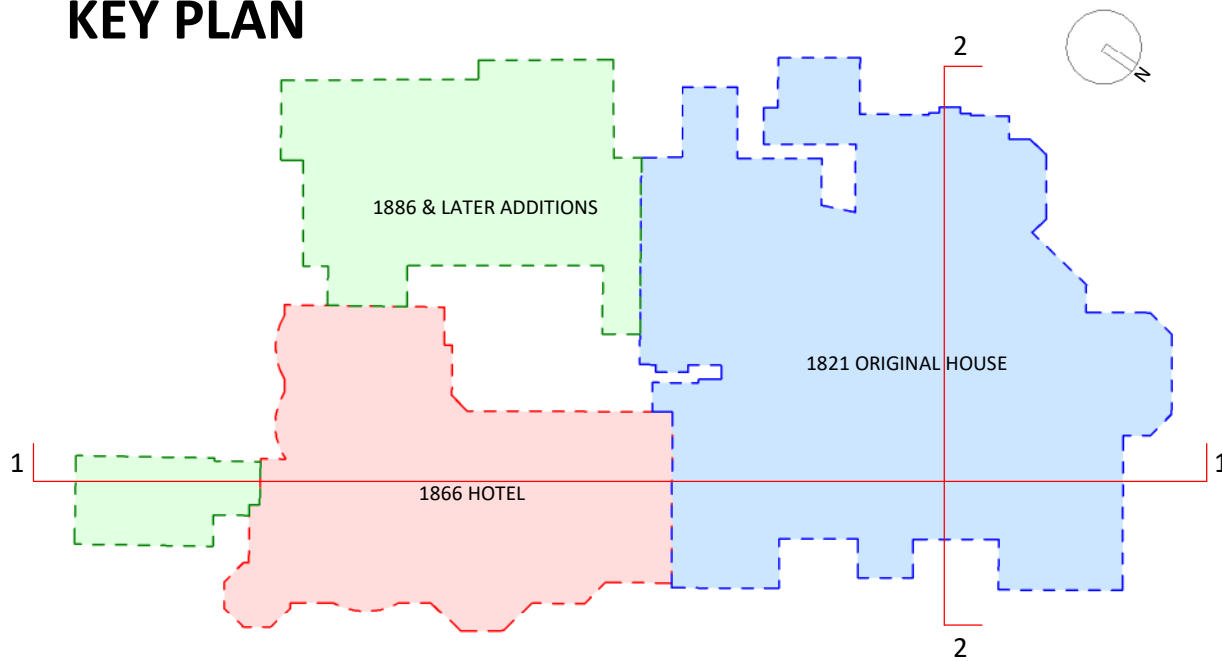 KEY PLAN
2
N
1886 & LATER ADDITIONS
1821 ORIGINAL HOUSE
1
1
1866 HOTEL
2